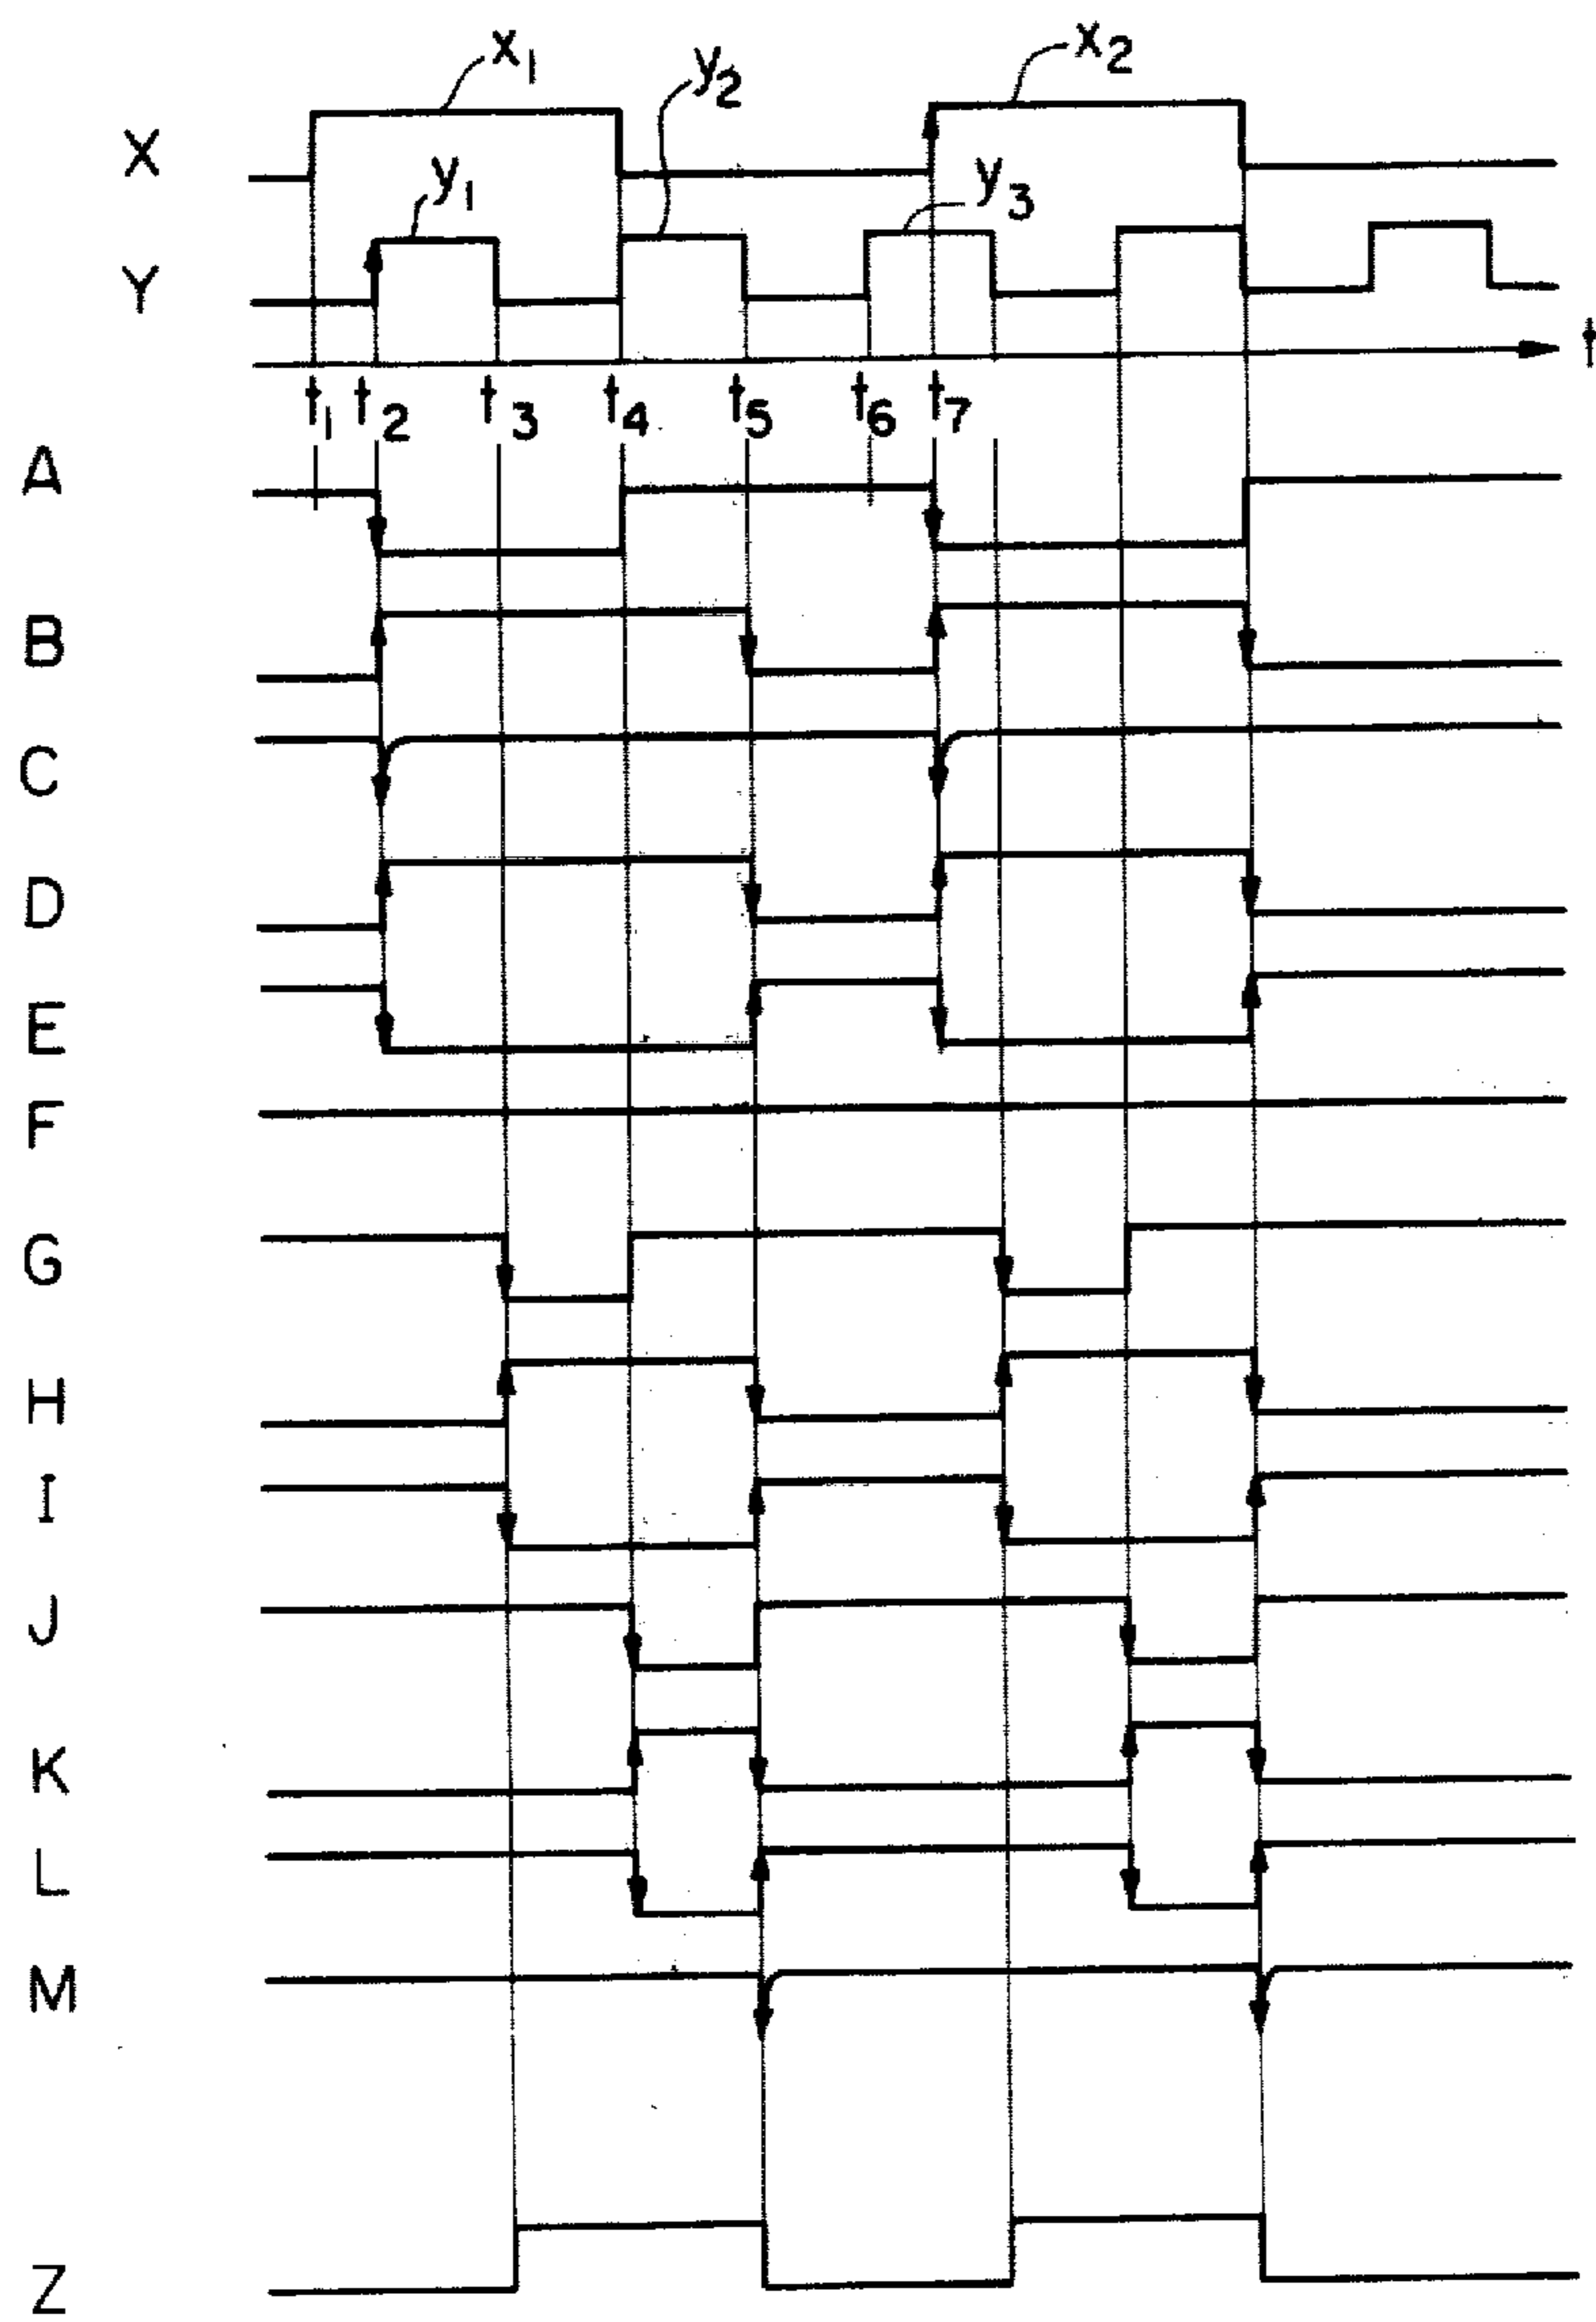 x₁ y₂ x₂
X
y₁ y₃
Y
t
t₁ t₂ t₃ t₄ t₅ t₆ t₇
A
B
C
D
E
F
G
H
I
J
K
L
M
Z